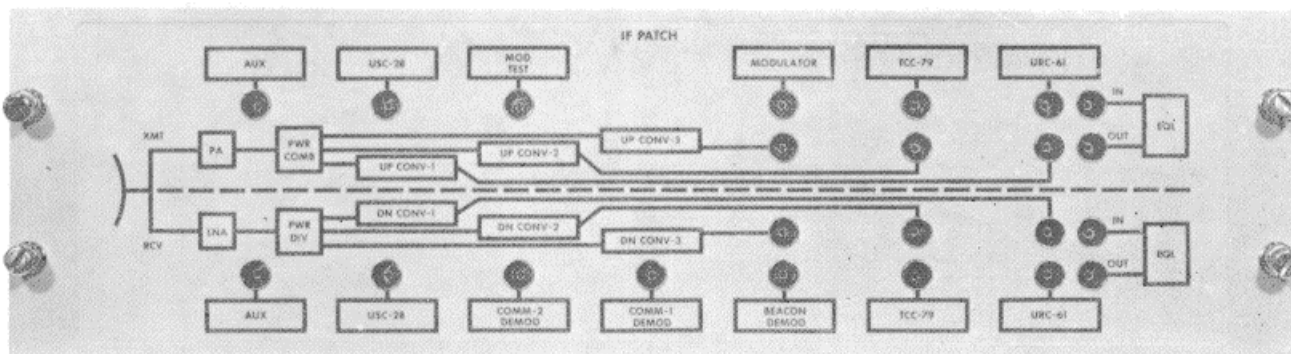 IF PATCH
AUX
USC-28
MOD
TEST
MODULATOR
TCC-79
URC-61
IN
XMT
PA
PWR
COMB
UP CONV-3
UP CONV-2
UP CONV-1
OUT
EQL
DN CONV-1
DN CONV-2
DN CONV-3
RCV
LNA
PWR
DIV
IN
OUT
EQL
AUX
USC-28
COMM-2
DEMOD
COMM-1
DEMOD
BEACON
DEMOD
TCC-79
URC-61